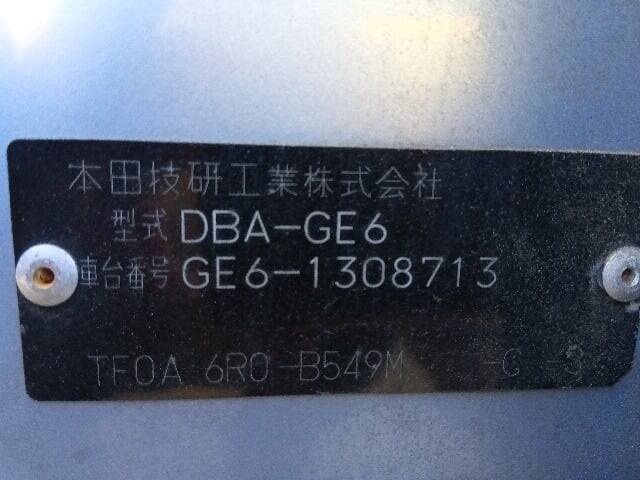 本田技研工業株式会社
型式 DBA-GE6
車台番号 GE6-1308713
TF0A 6R0-B549M -G -S